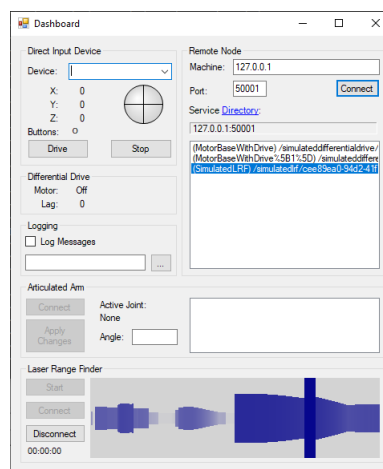 Dashboard
Direct Input Device
Device:
X: 0
Y: 0
Z: 0
Buttons: O
Drive Stop
Differential Drive
Motor: Off
Lag: 0
Logging
Log Messages
...
Remote Node
Machine: 127.0.0.1
Port: 50001 Connect
Service Directory:
127.0.0.1:50001
(MotorBaseWithDrive) /simulateddifferentialdrive/
(MotorBaseWithDrive%5B1%5D) /simulateddiffere
(SimulatedLRF) /simulatedlrf/cee89ea0-94d2-41f
Articulated Arm
Connect
Apply Changes
Active Joint:
None
Angle:
Laser Range Finder
Start
Connect
Disconnect
00:00:00